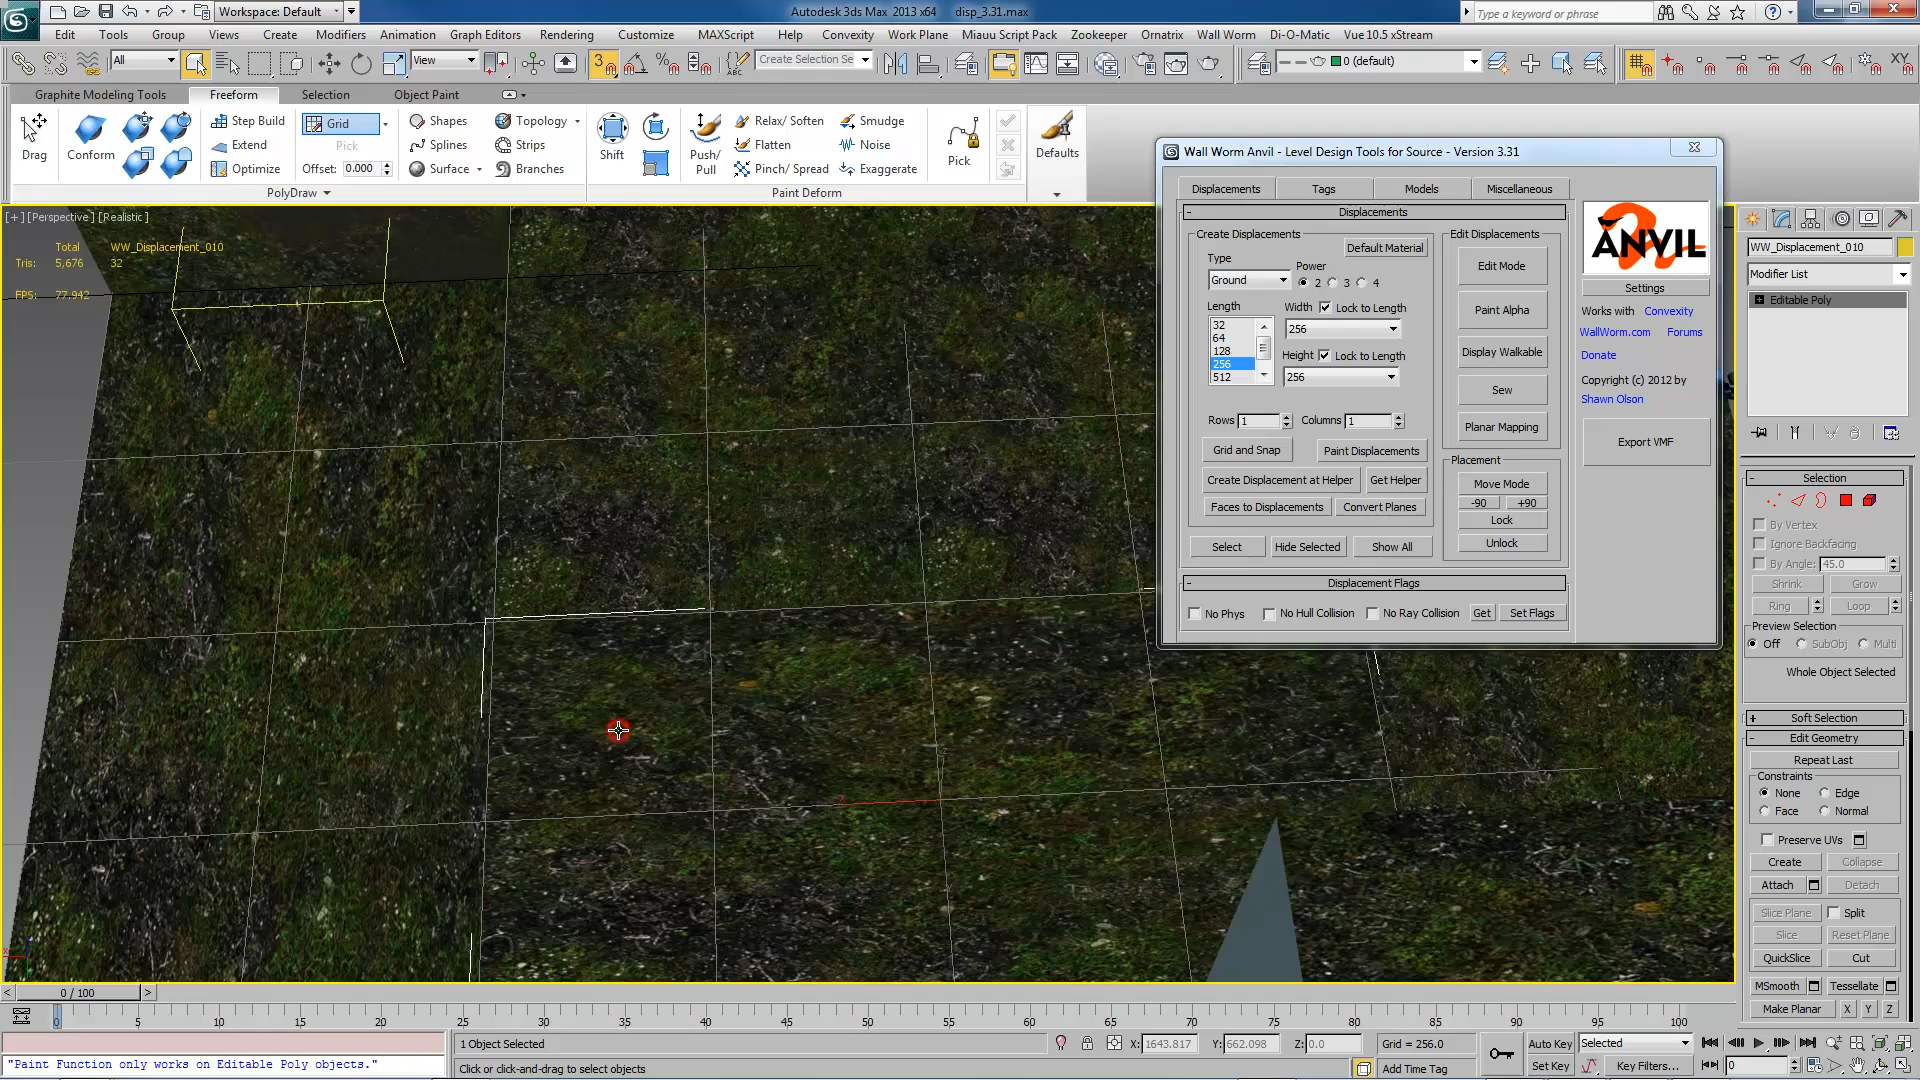 Workspace: Default
Autodesk 3ds Max 2013 x64 disp_3.31.max
Type a keyword or phrase
Edit Tools Group Views Create Modifiers Animation Graph Editors Rendering Customize MAXScript Help Convexity Work Plane Miauu Script Pack Zookeeper Ornatrix Wall Worm Di-O-Matic Vue 10.5 xStream
All View 3 Create Selection Se 0 (default) XY
Graphite Modeling Tools Freeform Selection Object Paint
Drag Conform Step Build Extend Optimize Grid Pick Offset: 0.000 Shapes Splines Surface Topology Strips Branches Shift Push/ Pull Relax/ Soften Flatten Pinch/ Spread Smudge Noise Exaggerate Pick Defaults
PolyDraw Paint Deform
[+] [Perspective] [Realistic]
Total WW_Displacement_010
Tris: 5,676 32
FPS: 77.942
Wall Worm Anvil - Level Design Tools for Source - Version 3.31
Displacements Tags Models Miscellaneous
Displacements
Create Displacements
Default Material
Type
Ground
Power
2 3 4
Length
32
64
128
256
512
Width Lock to Length
256
Height Lock to Length
256
Rows 1 Columns 1
Grid and Snap Paint Displacements
Create Displacement at Helper Get Helper
Faces to Displacements Convert Planes
Select Hide Selected Show All
Edit Displacements
Edit Mode
Paint Alpha
Display Walkable
Sew
Planar Mapping
Placement
Move Mode
-90 +90
Lock
Unlock
Displacement Flags
No Phys No Hull Collision No Ray Collision Get Set Flags
ANVIL
Settings
Works with Convexity
WallWorm.com Forums
Donate
Copyright (c) 2012 by
Shawn Olson
Export VMF
WW_Displacement_010
Modifier List
Editable Poly
Selection
By Vertex
Ignore Backfacing
By Angle: 45.0
Shrink Grow
Ring Loop
Preview Selection
Off SubObj Multi
Whole Object Selected
Soft Selection
Edit Geometry
Repeat Last
Constraints
None Edge
Face Normal
Preserve UVs
Create Collapse
Attach Detach
Slice Plane Split
Slice Reset Plane
QuickSlice Cut
MSmooth Tessellate
Make Planar X Y Z
0 / 100
0 5 10 15 20 25 30 35 40 45 50 55 60 65 70 75 80 85 90 95 100
"Paint Function only works on Editable Poly objects."
1 Object Selected X: 1643.817 Y: 662.098 Z: 0.0 Grid = 256.0 Auto Key Selected
Click or click-and-drag to select objects Add Time Tag Set Key Key Filters... 0